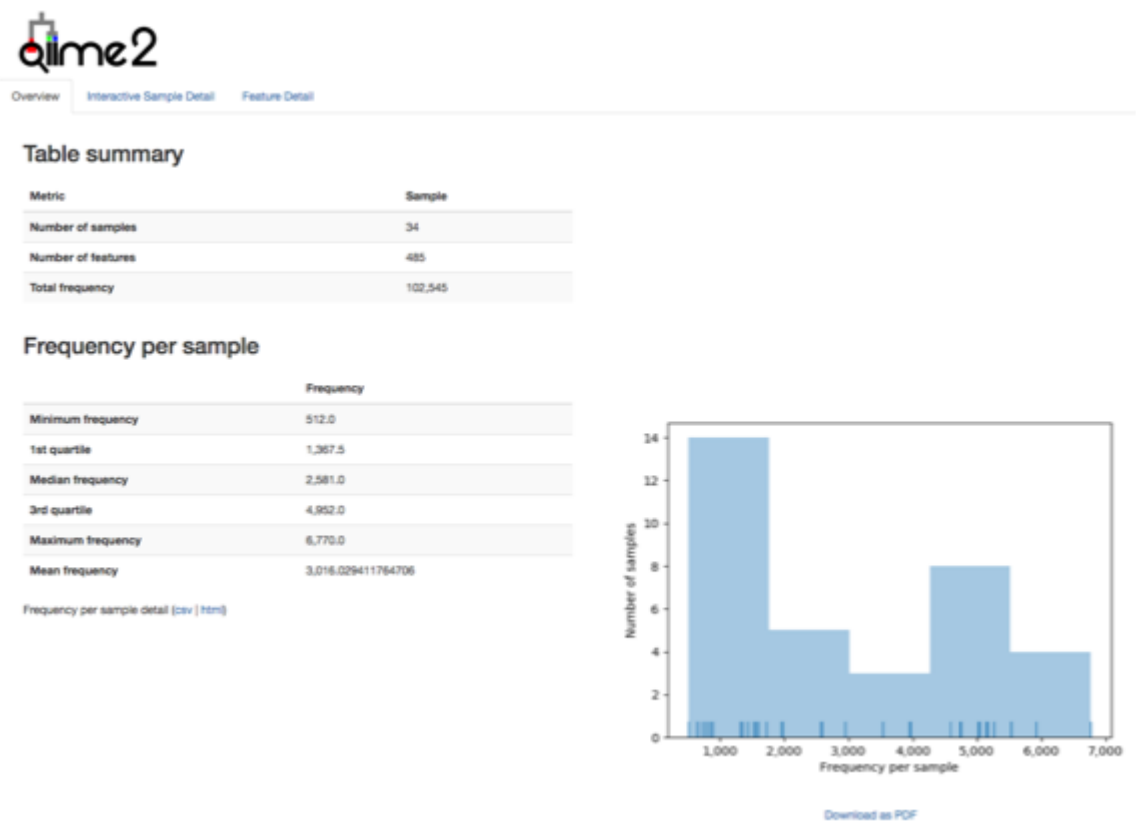 qiime2
Overview Interactive Sample Detail Feature Detail
Table summary
Metric Sample
Number of samples 34
Number of features 485
Total frequency 102,545
Frequency per sample
Frequency
Minimum frequency 512.0
1st quartile 1,367.5
Median frequency 2,581.0
3rd quartile 4,952.0
Maximum frequency 6,770.0
Mean frequency 3,016.029411764706
Frequency per sample detail (csv | html)
Number of samples
14
12
10
8
6
4
2
0
1,000 2,000 3,000 4,000 5,000 6,000 7,000
Frequency per sample
Download as PDF